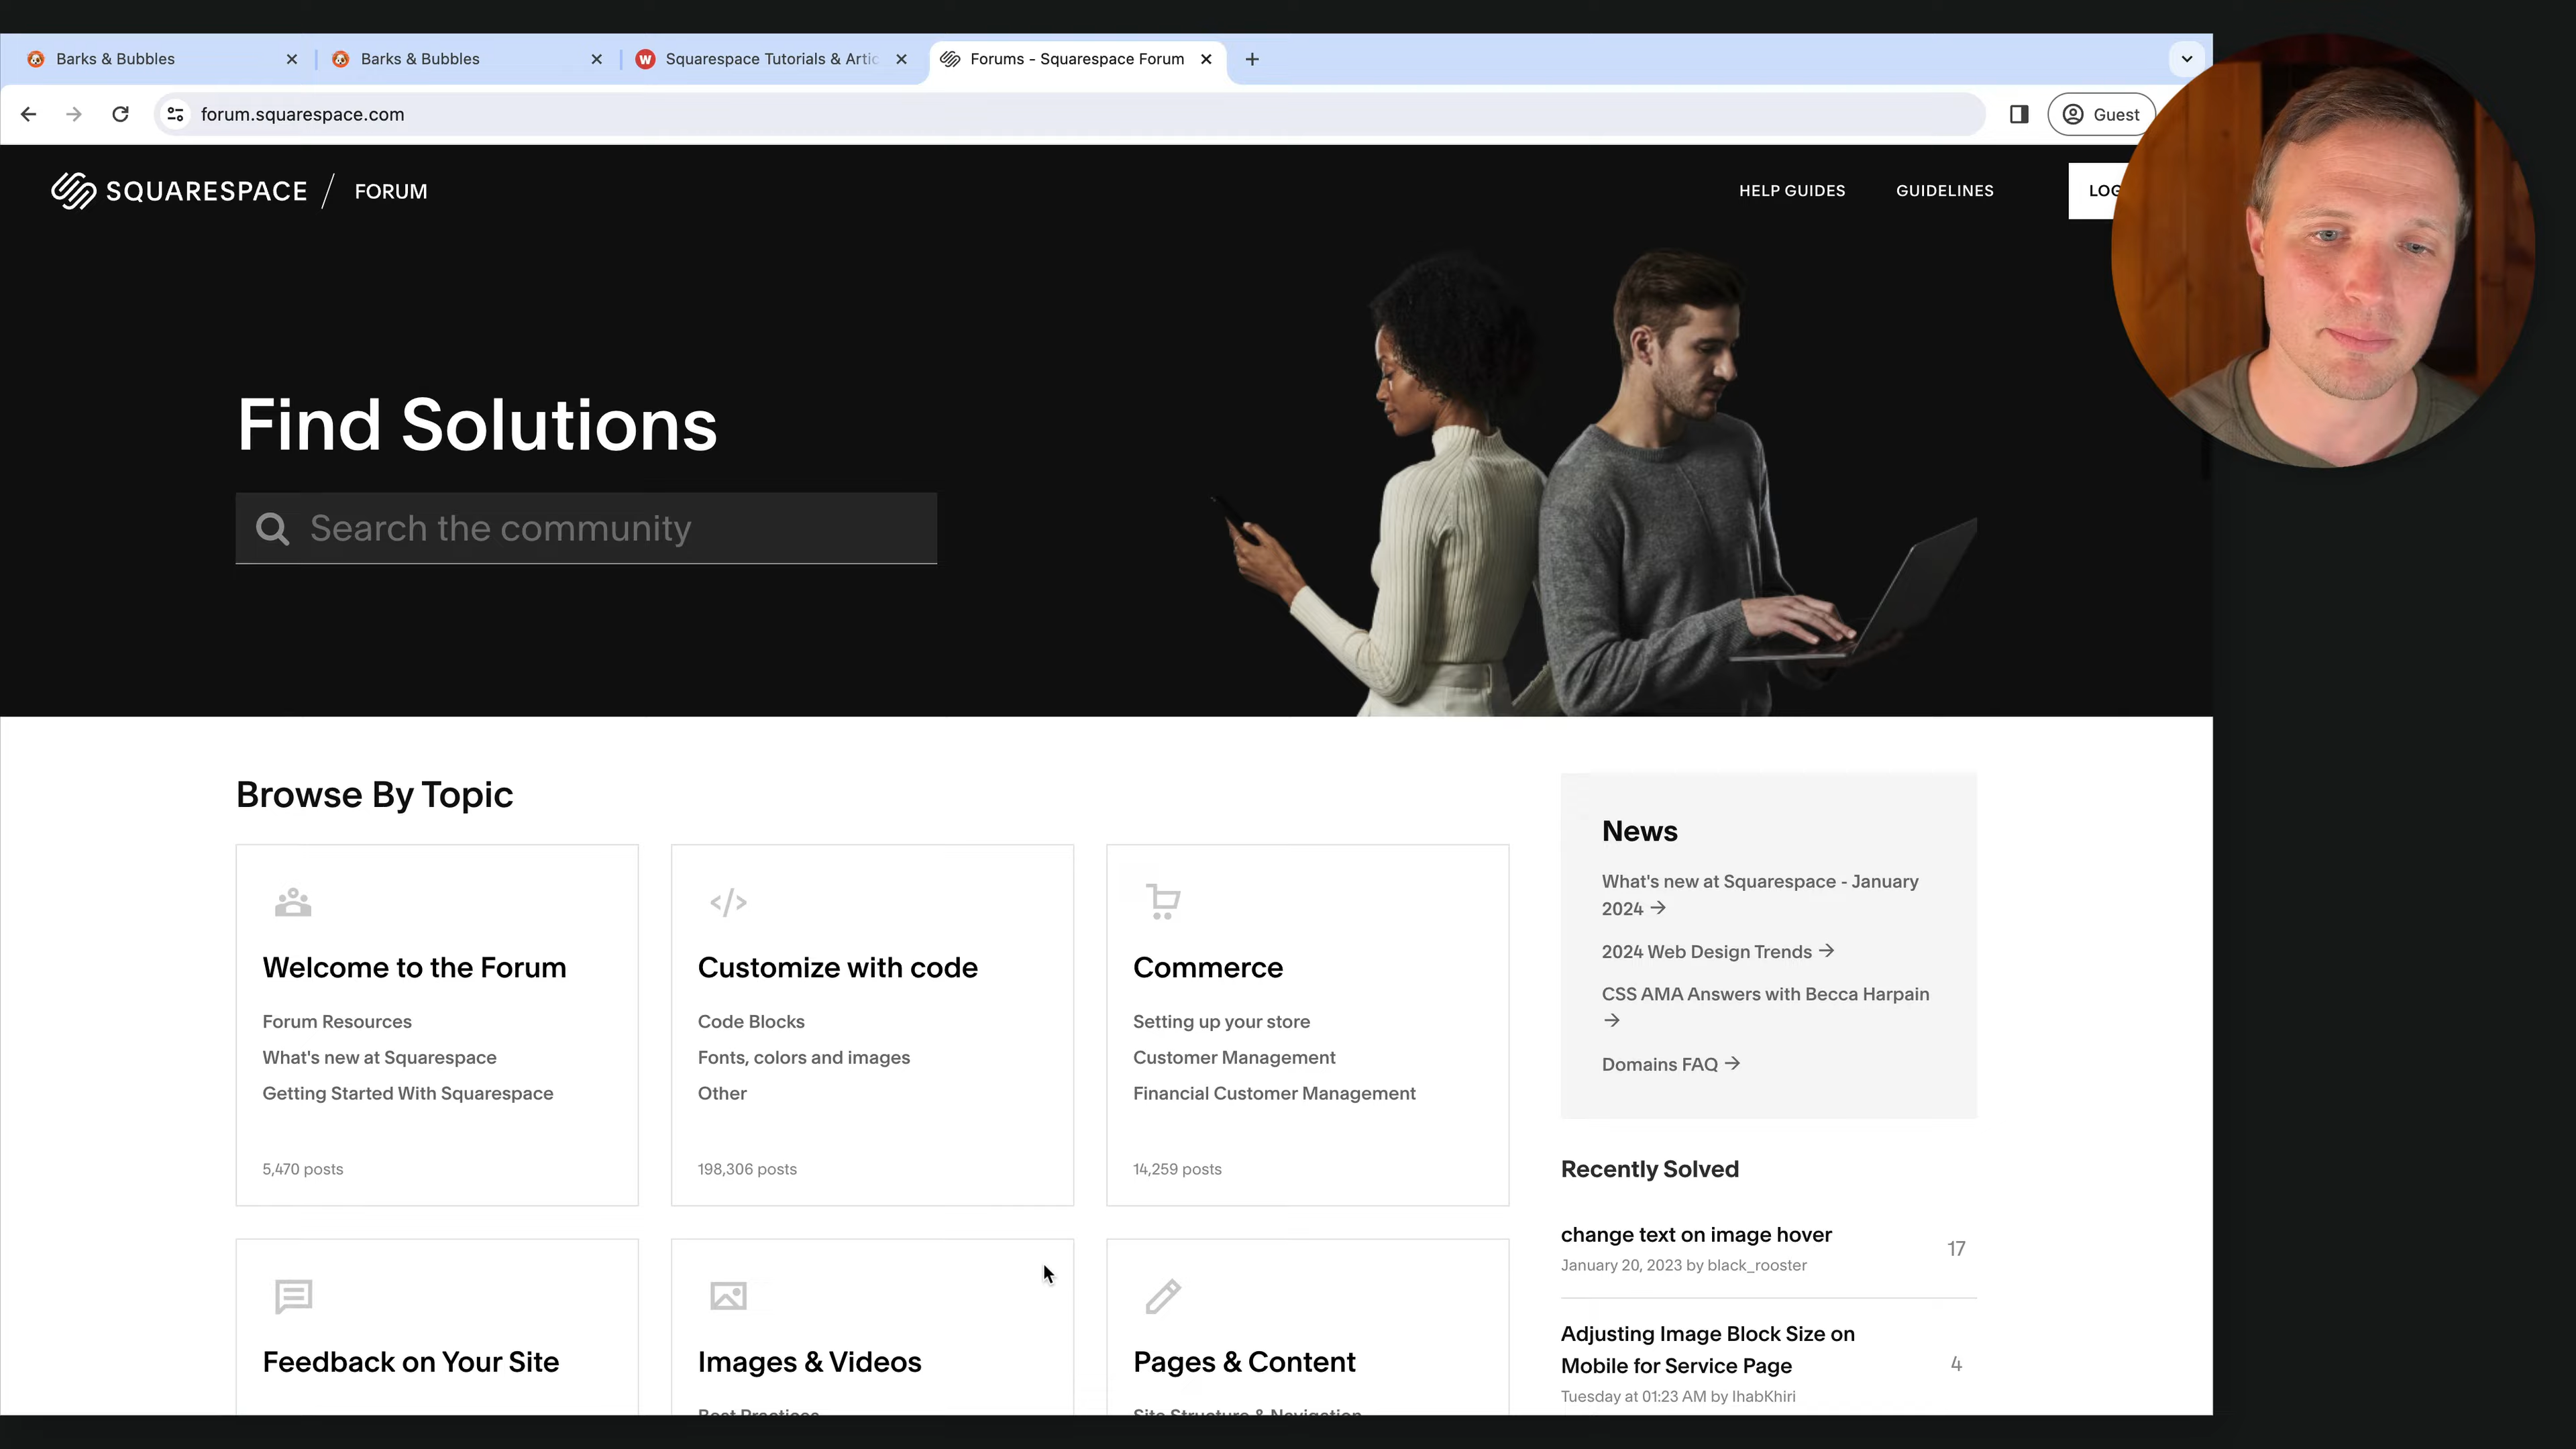 Barks & Bubbles
Barks & Bubbles
Squarespace Tutorials & Artic
Forums - Squarespace Forum
forum.squarespace.com
Guest
SQUARESPACE / FORUM
HELP GUIDES
GUIDELINES
LOG
Find Solutions
Search the community
Browse By Topic
Welcome to the Forum
Forum Resources
What's new at Squarespace
Getting Started With Squarespace
5,470 posts
Customize with code
Code Blocks
Fonts, colors and images
Other
198,306 posts
Commerce
Setting up your store
Customer Management
Financial Customer Management
14,259 posts
Feedback on Your Site
Images & Videos
Best Practices
Pages & Content
Site Structure & Navigation
News
What's new at Squarespace - January
2024 →
2024 Web Design Trends →
CSS AMA Answers with Becca Harpain
→
Domains FAQ →
Recently Solved
change text on image hover
17
January 20, 2023 by black_rooster
Adjusting Image Block Size on
Mobile for Service Page
4
Tuesday at 01:23 AM by IhabKhiri